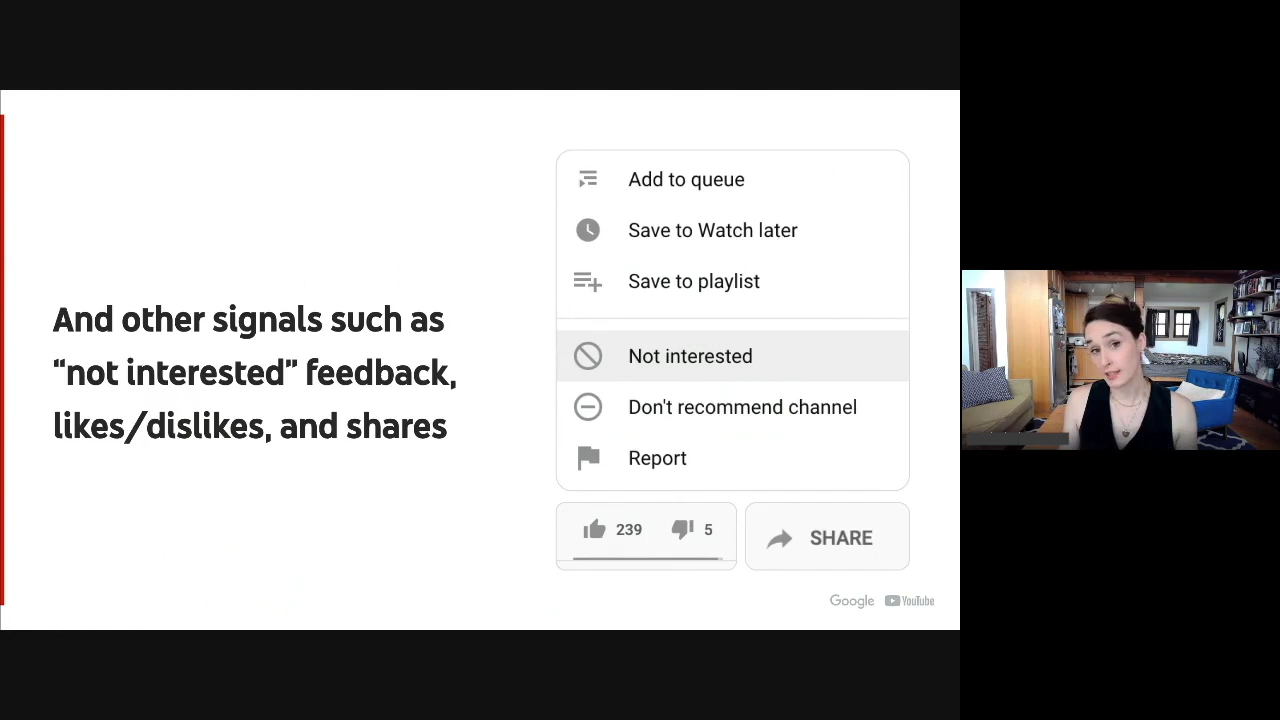 And other signals such as
“not interested” feedback,
likes/dislikes, and shares
Add to queue
Save to Watch later
Save to playlist
Not interested
Don't recommend channel
Report
239
5
SHARE
Google
YouTube